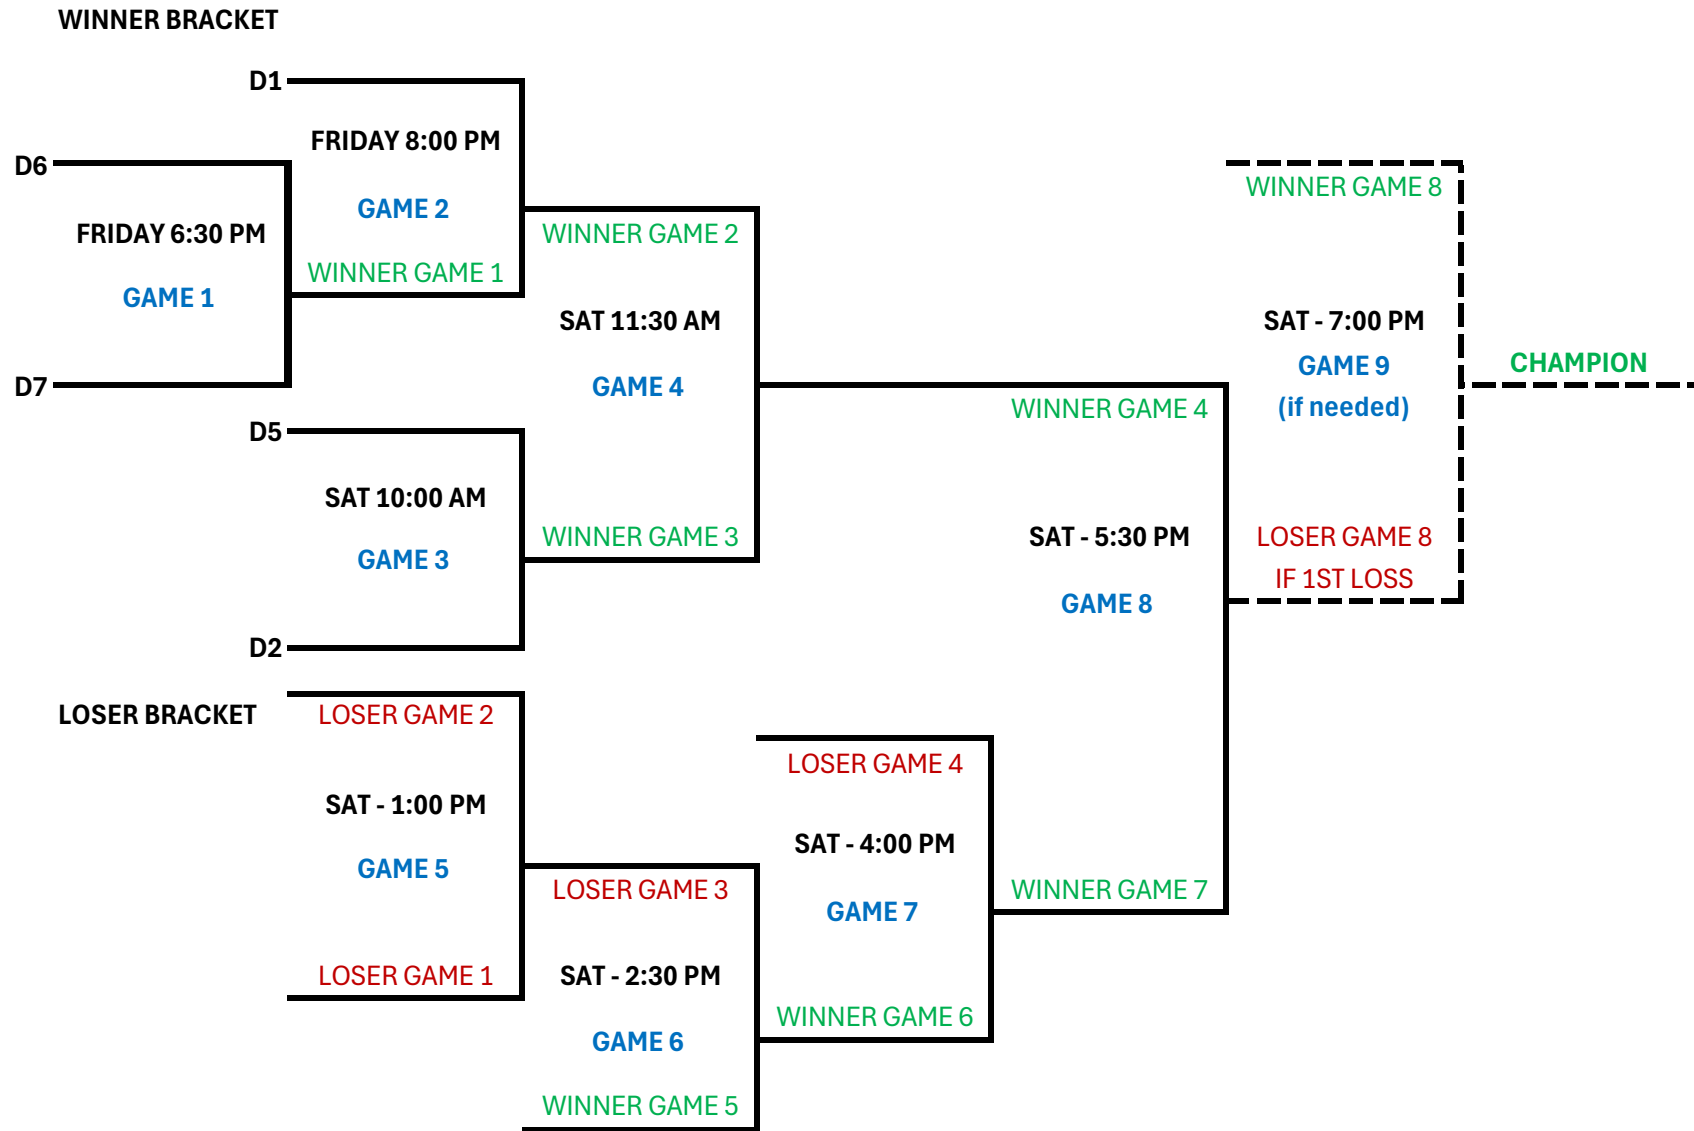 WINNER BRACKET
D1
FRIDAY 8:00 PM
D6
WINNER GAME 8
GAME 2
FRIDAY 6:30 PM
WINNER GAME 2
WINNER GAME 1
GAME 1
SAT 11:30 AM
SAT - 7:00 PM
GAME 9
CHAMPION
D7
GAME 4
WINNER GAME 4
(if needed)
D5
SAT 10:00 AM
WINNER GAME 3
SAT - 5:30 PM
LOSER GAME 8
GAME 3
IF 1ST LOSS
GAME 8
D2
LOSER BRACKET
LOSER GAME 2
LOSER GAME 4
SAT - 1:00 PM
SAT - 4:00 PM
GAME 5
LOSER GAME 3
WINNER GAME 7
GAME 7
LOSER GAME 1
SAT - 2:30 PM
WINNER GAME 6
GAME 6
WINNER GAME 5